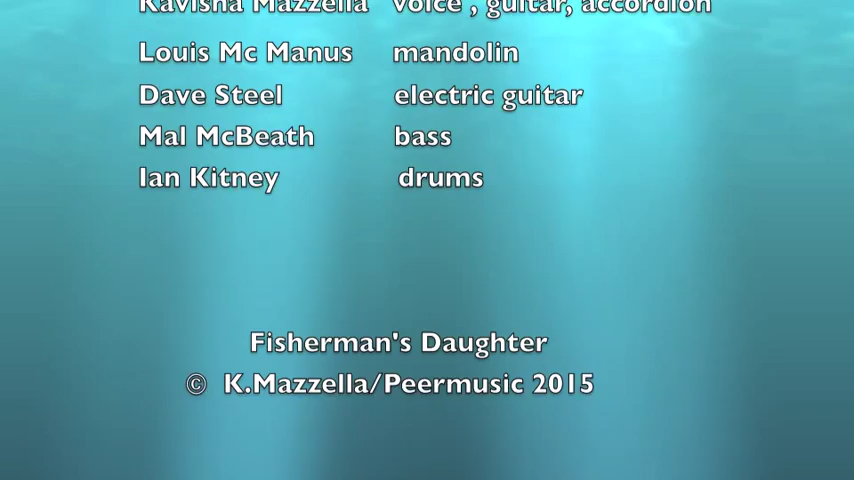 Kavisha Mazzella voice , guitar, accordion
Louis Mc Manus mandolin
Dave Steel electric guitar
Mal McBeath bass
Ian Kitney drums
Fisherman's Daughter
© K.Mazzella/Peermusic 2015